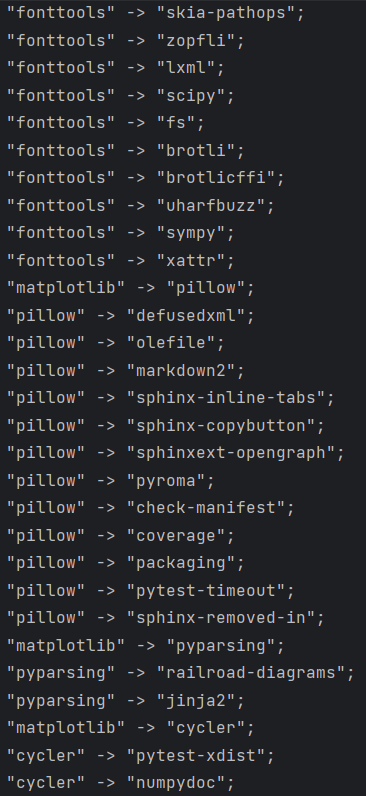 "fonttools" -> "skia-pathops";
"fonttools" -> "zopfli";
"fonttools" -> "lxml";
"fonttools" -> "scipy";
"fonttools" -> "fs";
"fonttools" -> "brotli";
"fonttools" -> "brotlicffi";
"fonttools" -> "uharfbuzz";
"fonttools" -> "sympy";
"fonttools" -> "xattr";
"matplotlib" -> "pillow";
"pillow" -> "defusedxml";
"pillow" -> "olefile";
"pillow" -> "markdown2";
"pillow" -> "sphinx-inline-tabs";
"pillow" -> "sphinx-copybutton";
"pillow" -> "sphinxext-opengraph";
"pillow" -> "pyroma";
"pillow" -> "check-manifest";
"pillow" -> "coverage";
"pillow" -> "packaging";
"pillow" -> "pytest-timeout";
"pillow" -> "sphinx-removed-in";
"matplotlib" -> "pyparsing";
"pyparsing" -> "railroad-diagrams";
"pyparsing" -> "jinja2";
"matplotlib" -> "cycler";
"cycler" -> "pytest-xdist";
"cycler" -> "numpydoc";